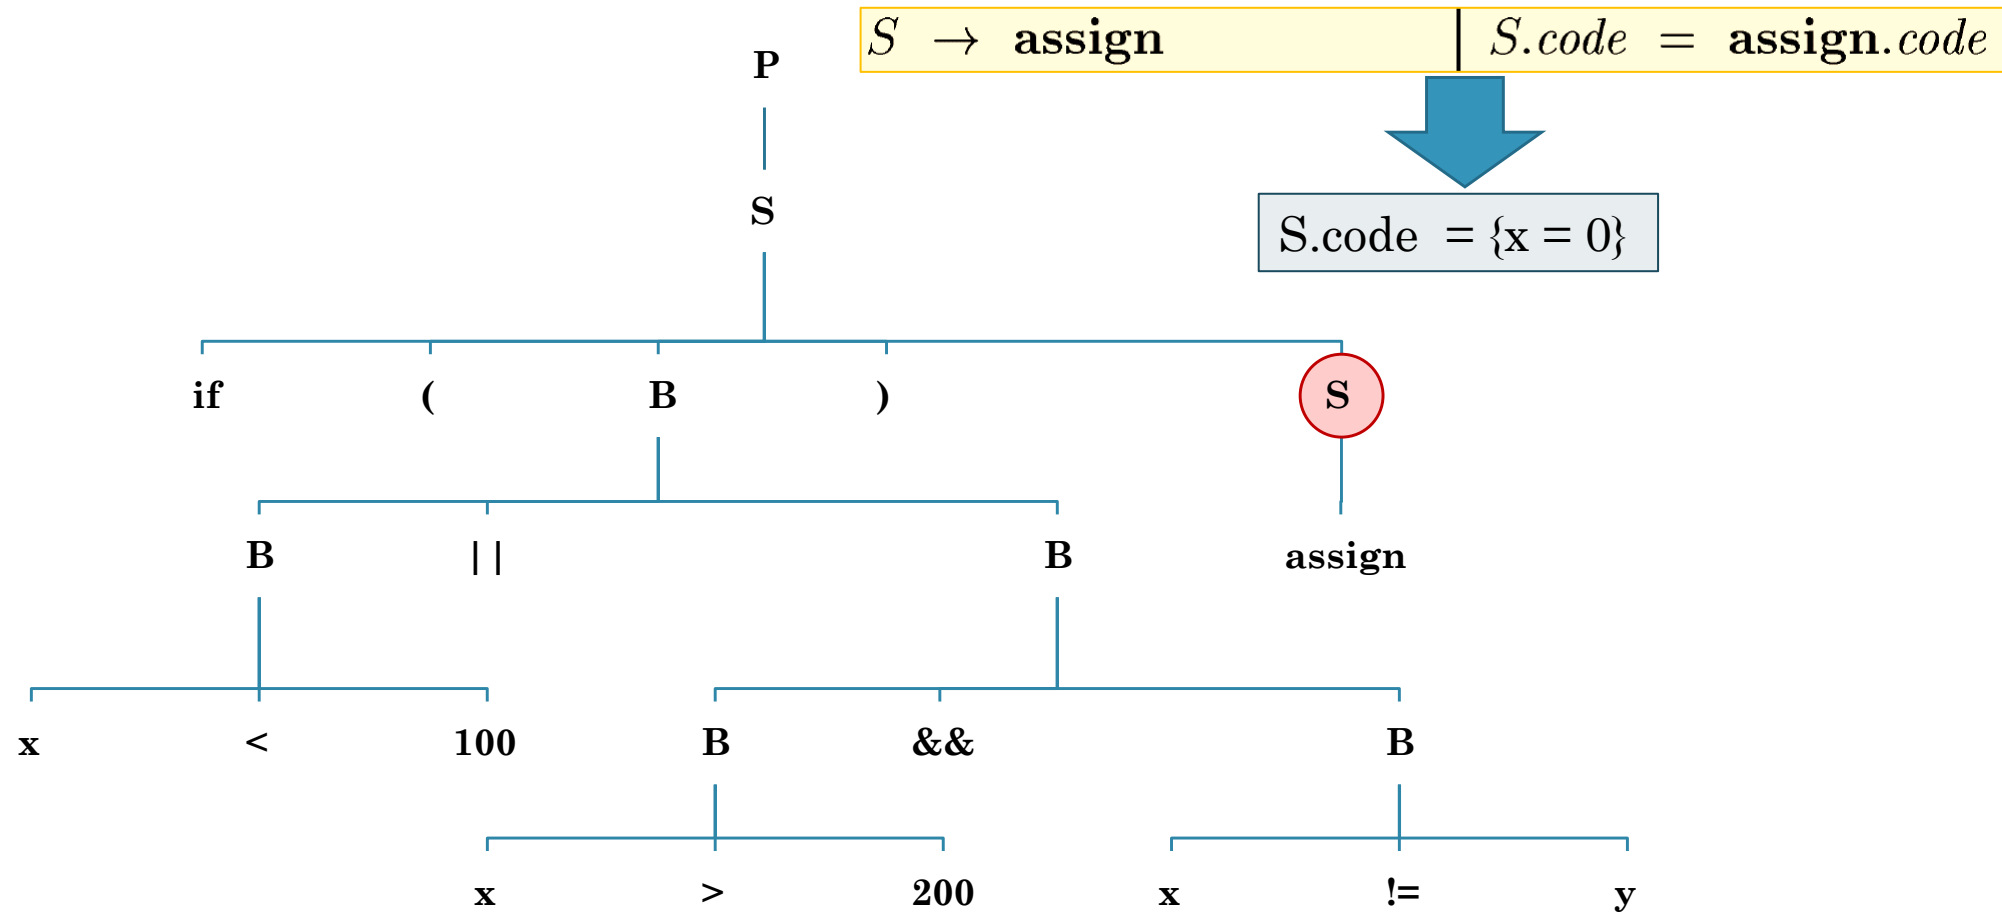 S → assign | S.code = assign.code
P
S.code = {x = 0}
S
if ( B ) S
B || B assign
x < 100 B && B
x > 200 x != y